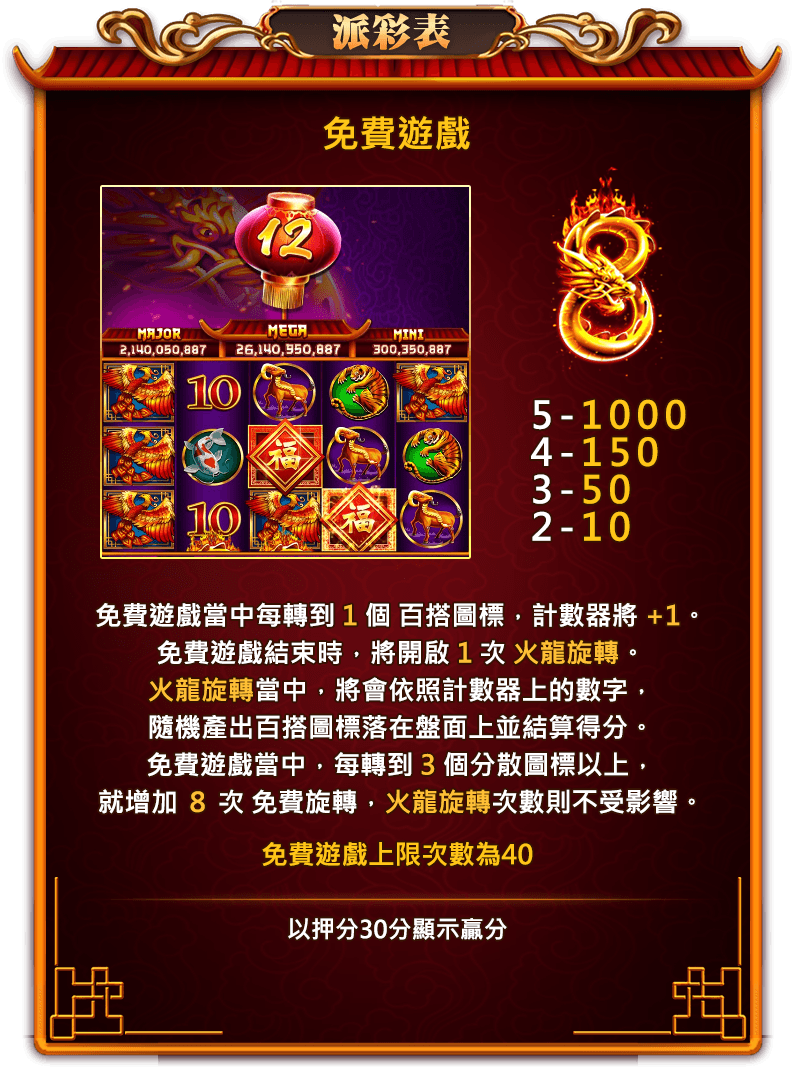 派彩表
免費遊戲
12
MAJOR
MEGA
MINI
2,140,050,887
26,140,950,887
300,350,887
10
福
10
福
5-1000
4-150
3-50
2-10
免費遊戲當中每轉到 1 個 百搭圖標，計數器將 +1。
免費遊戲結束時，將開啟 1 次 火龍旋轉。
火龍旋轉當中，將會依照計數器上的數字，
隨機產出百搭圖標落在盤面上並結算得分。
免費遊戲當中，每轉到 3 個分散圖標以上，
就增加 8 次 免費旋轉，火龍旋轉次數則不受影響。
免費遊戲上限次數為40
以押分30分顯示贏分